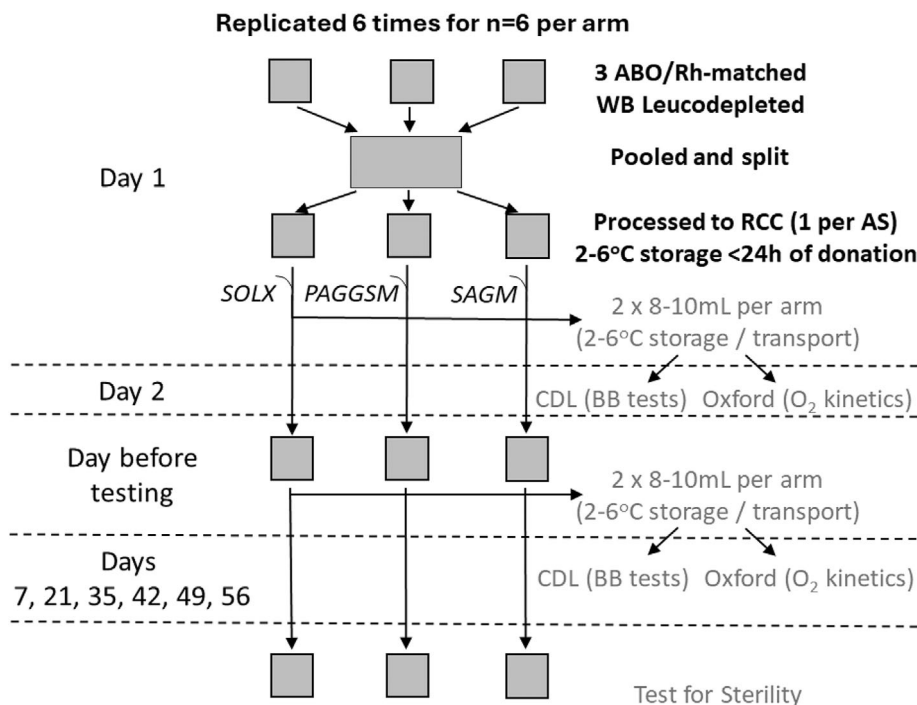 Replicated 6 times for n=6 per arm
3 ABO/Rh-matched
WB Leucodepleted
Day 1
Pooled and split
Processed to RCC (1 per AS)
2-6°C storage <24h of donation
SOLX
PAGGSM
SAGM
2 x 8-10mL per arm
(2-6°C storage / transport)
Day 2
CDL (BB tests)
Oxford (O₂ kinetics)
Day before
testing
2 x 8-10mL per arm
(2-6°C storage / transport)
Days
7, 21, 35, 42, 49, 56
CDL (BB tests)
Oxford (O₂ kinetics)
Test for Sterility